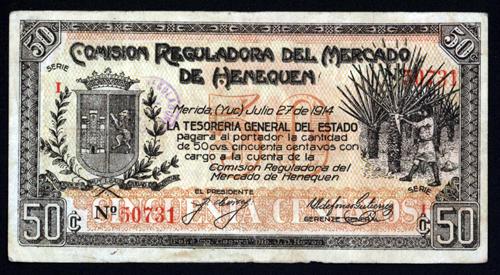 50
50
COMISION REGULADORA DEL MERCADO
DE HENEQUEN
SERIE
I
Nº 50731
Merida, (Yuc) Julio 27 de 1914
LA TESORERIA GENERAL DEL ESTADO
pagará al portador la cantidad
de 50 cvs. cincuenta centavos con
cargo a la cuenta de la
Comision Reguladora del
Mercado de Henequen
SERIE
I
EL PRESIDENTE
GERENTE GENERAL
Nº 50731
CINCUENTA CENTAVOS
50
50